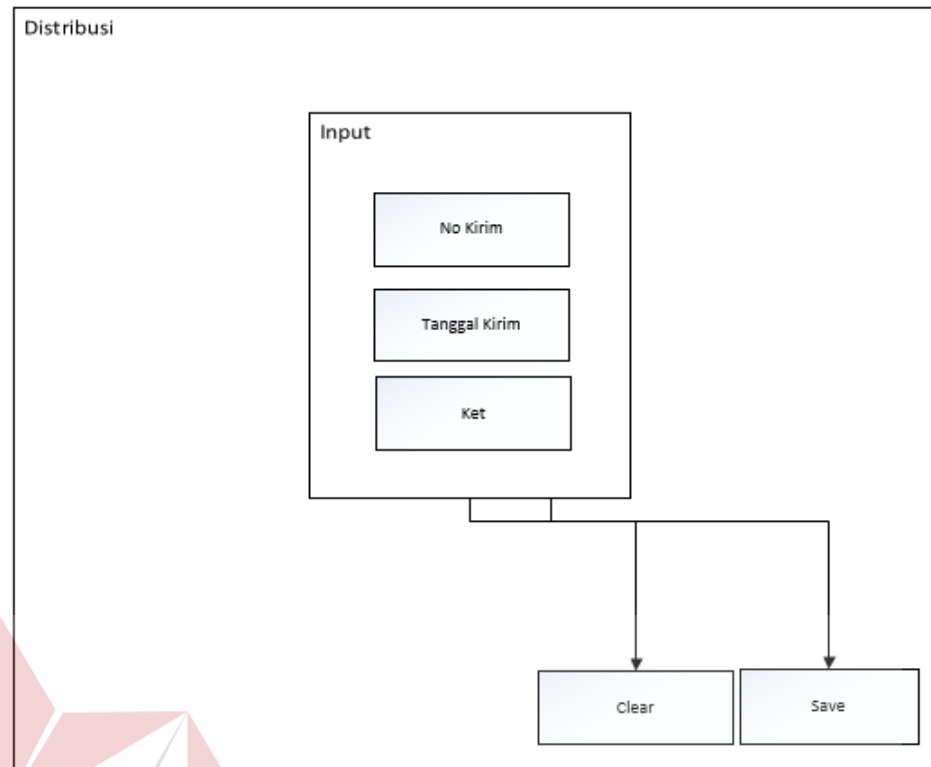 Distribusi
Input
No Kirim
Tanggal Kirim
Ket
Clear
Save